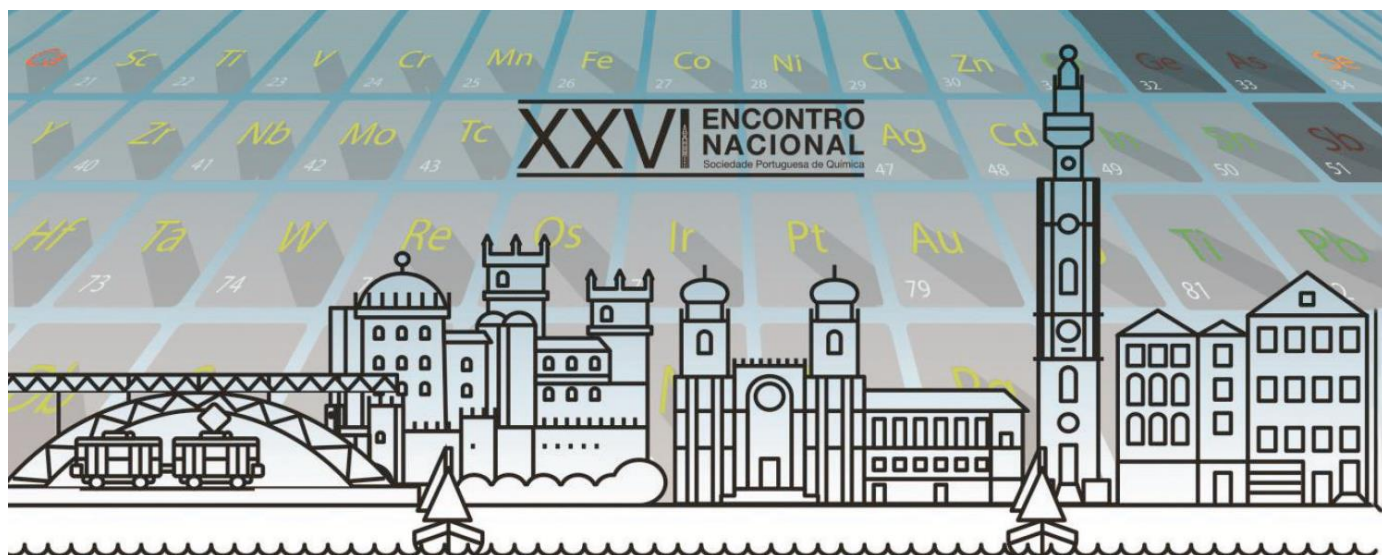 Ca Sc Ti V Cr Mn Fe Co Ni Cu Zn Ge As Se
21 22 23 24 25 26 27 28 29 30 32 33 34
XXVI ENCONTRO
NACIONAL
Sociedade Portuguesa de Química
Y Zr Nb Mo Tc Ag Cd In Sn Sb
40 41 42 43 47 48 49 50 51
Hf Ta W Re Os Ir Pt Au Ti Pb
73 74 79 81
Db